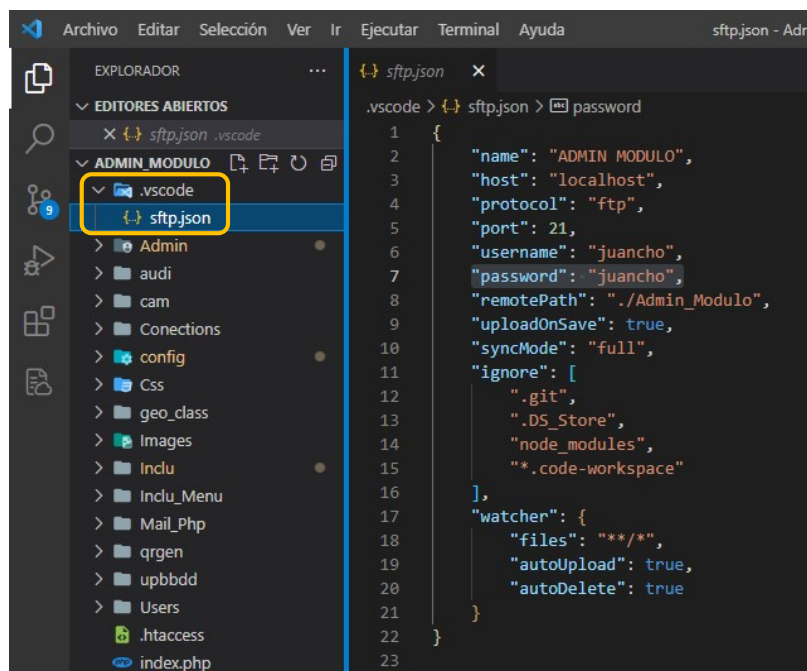 Archivo Editar Selección Ver Ir Ejecutar Terminal Ayuda sftp.json - Adr
EXPLORADOR ...
EDITORES ABIERTOS
sftp.json .vscode
ADMIN_MODULO
.vscode
sftp.json
Admin
audi
cam
Conections
config
Css
geo_class
Images
Inclu
Inclu_Menu
Mail_Php
qrgen
upbbdd
Users
.htaccess
index.php
9
{..} sftp.json
.vscode > {..} sftp.json > abc password
1 {
2 "name": "ADMIN MODULO",
3 "host": "localhost",
4 "protocol": "ftp",
5 "port": 21,
6 "username": "juancho",
7 "password": "juancho",
8 "remotePath": "./Admin_Modulo",
9 "uploadOnSave": true,
10 "syncMode": "full",
11 "ignore": [
12 ".git",
13 ".DS_Store",
14 "node_modules",
15 "*.code-workspace"
16 ],
17 "watcher": {
18 "files": "**/*",
19 "autoUpload": true,
20 "autoDelete": true
21 }
22 }
23